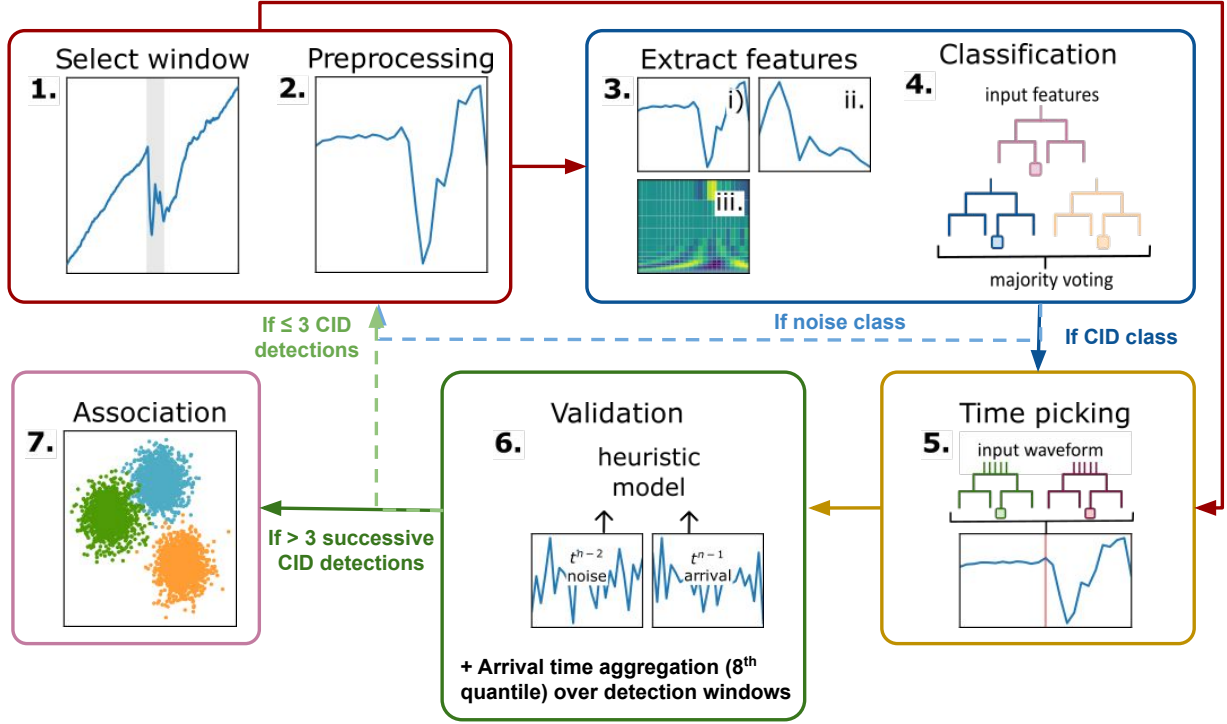 Select window
1.
Preprocessing
2.
Extract features
3.
i)
ii.
iii.
Classification
4.
input features
majority voting
If ≤ 3 CID
detections
If noise class
If CID class
Time picking
5.
input waveform
Validation
6.
heuristic
model
t^{n-2}
noise
t^{n-1}
arrival
+ Arrival time aggregation (8th
quantile) over detection windows
If > 3 successive
CID detections
Association
7.